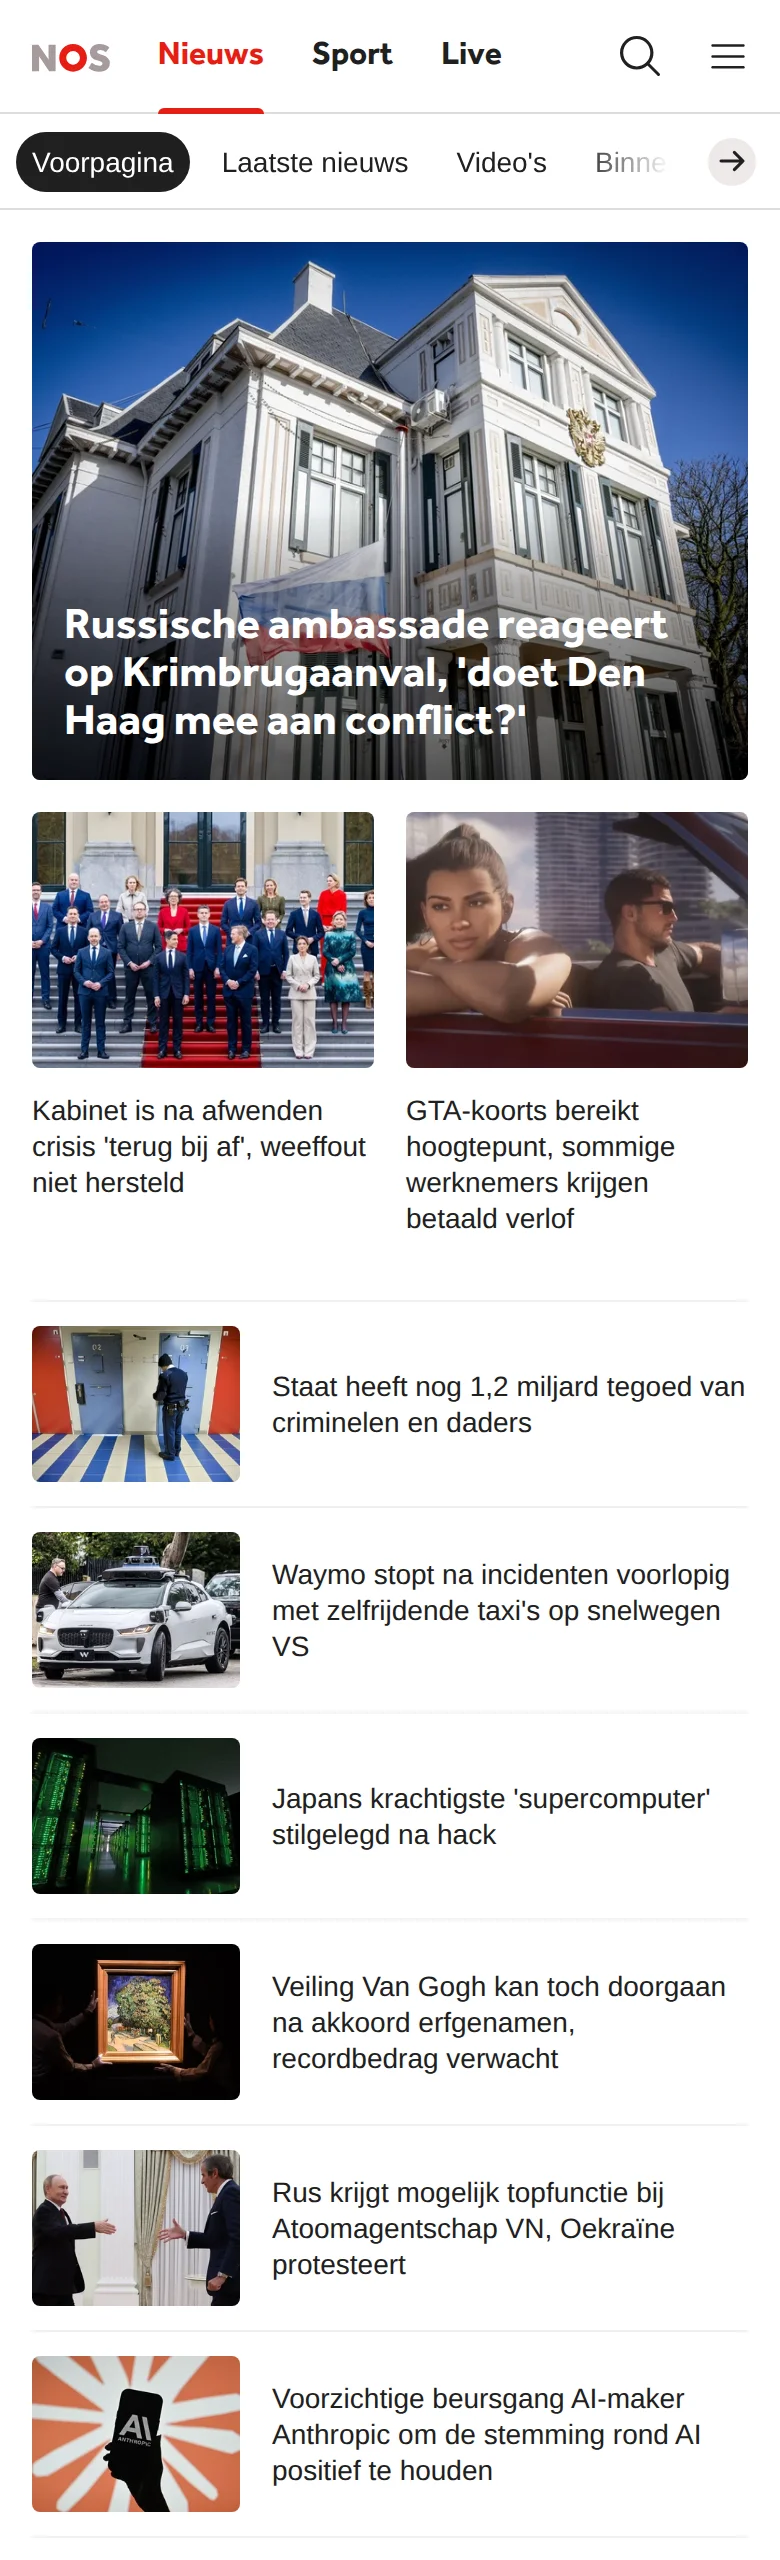 NOS Nieuws Sport Live
Voorpagina Laatste nieuws Video's Binne
Russische ambassade reageert
op Krimbrugaanval, 'doet Den
Haag mee aan conflict?'
Kabinet is na afwenden
crisis 'terug bij af', weeffout
niet hersteld
GTA-koorts bereikt
hoogtepunt, sommige
werknemers krijgen
betaald verlof
02
03
Staat heeft nog 1,2 miljard tegoed van
criminelen en daders
W
Waymo stopt na incidenten voorlopig
met zelfrijdende taxi's op snelwegen
VS
Japans krachtigste 'supercomputer'
stilgelegd na hack
Veiling Van Gogh kan toch doorgaan
na akkoord erfgenamen,
recordbedrag verwacht
Rus krijgt mogelijk topfunctie bij
Atoomagentschap VN, Oekraïne
protesteert
AI
ANTHROPIC
Voorzichtige beursgang AI-maker
Anthropic om de stemming rond AI
positief te houden